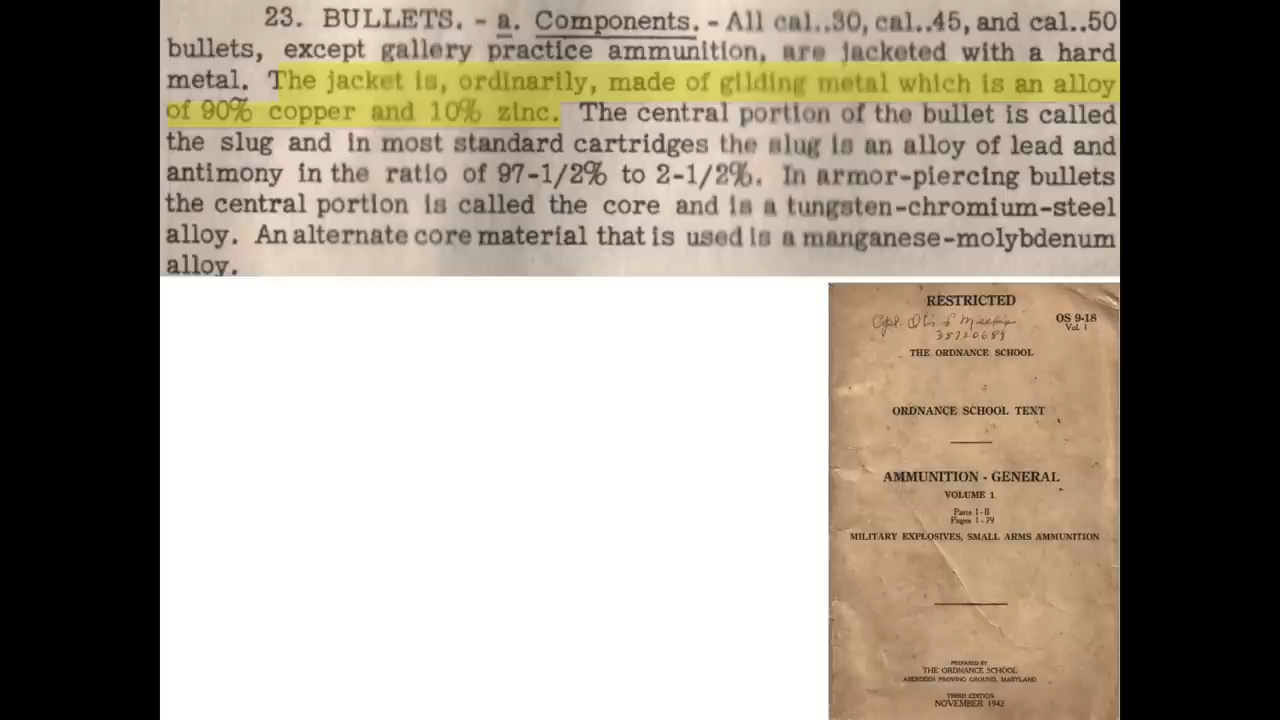 23. BULLETS. - a. Components. - All cal..30, cal..45, and cal..50
bullets, except gallery practice ammunition, are jacketed with a hard
metal. The jacket is, ordinarily, made of gilding metal which is an alloy
of 90% copper and 10% zinc. The central portion of the bullet is called
the slug and in most standard cartridges the slug is an alloy of lead and
antimony in the ratio of 97-1/2% to 2-1/2%. In armor-piercing bullets
the central portion is called the core and is a tungsten-chromium-steel
alloy. An alternate core material that is used is a manganese-molybdenum
alloy.
RESTRICTED
Cpl. Otis
35720689
OS 9-18
Vol. 1
THE ORDNANCE SCHOOL
ORDNANCE SCHOOL TEXT
AMMUNITION - GENERAL
VOLUME 1
Parts I-II
Pages 1-79
MILITARY EXPLOSIVES, SMALL ARMS AMMUNITION
PREPARED BY
THE ORDNANCE SCHOOL
ABERDEEN PROVING GROUND, MARYLAND
THIRD EDITION
NOVEMBER 1942